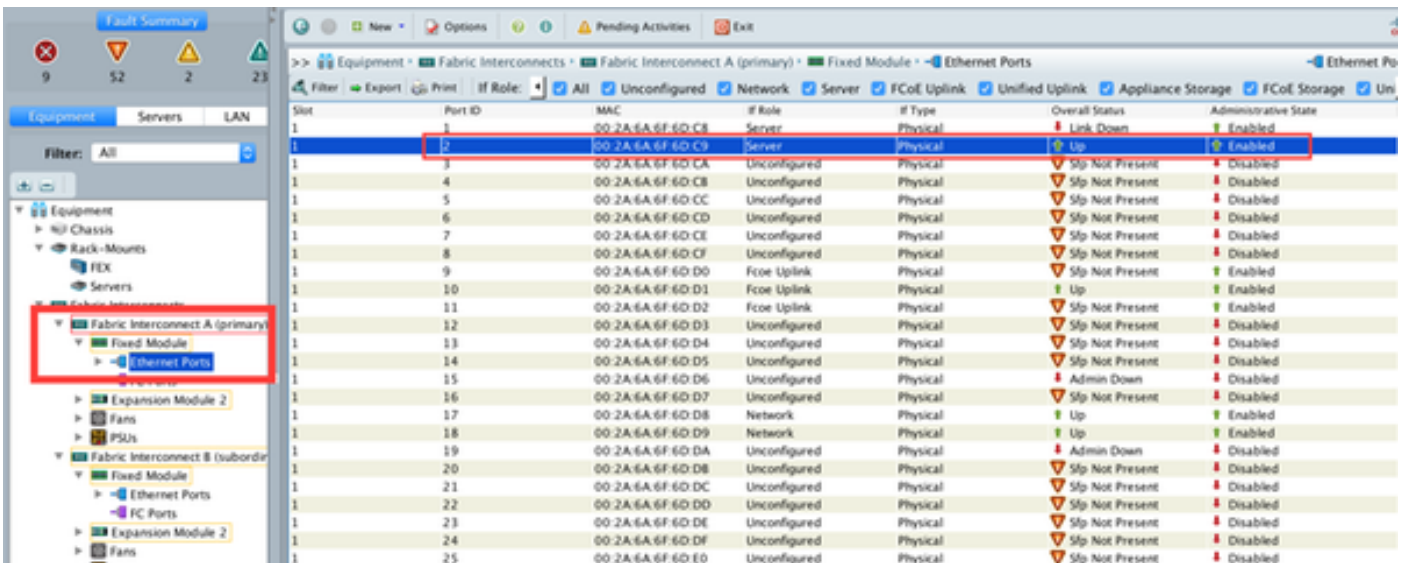 Fault Summary
9 52 2 23
New Options Pending Activities Exit
>> Equipment Fabric Interconnects Fabric Interconnect A (primary) Fixed Module Ethernet Ports Ethernet Po
Filter Export Print If Role: All Unconfigured Network Server FCoE Uplink Unified Uplink Appliance Storage FCoE Storage Uni
Equipment Servers LAN
Filter: All
Equipment
Chassis
Rack-Mounts
FEX
Servers
Fabric Interconnects
Fabric Interconnect A (primary)
Fixed Module
Ethernet Ports
FC Ports
Expansion Module 2
Fans
PSUs
Fabric Interconnect B (subordin
Fixed Module
Ethernet Ports
FC Ports
Expansion Module 2
Fans
Slot Port ID MAC If Role If Type Overall Status Administrative State
1 1 00:2A:6A:6F:6D:C8 Server Physical Link Down Enabled
1 2 00:2A:6A:6F:6D:C9 Server Physical Up Enabled
1 3 00:2A:6A:6F:6D:CA Unconfigured Physical Sfp Not Present Disabled
1 4 00:2A:6A:6F:6D:CB Unconfigured Physical Sfp Not Present Disabled
1 5 00:2A:6A:6F:6D:CC Unconfigured Physical Sfp Not Present Disabled
1 6 00:2A:6A:6F:6D:CD Unconfigured Physical Sfp Not Present Disabled
1 7 00:2A:6A:6F:6D:CE Unconfigured Physical Sfp Not Present Disabled
1 8 00:2A:6A:6F:6D:CF Unconfigured Physical Sfp Not Present Disabled
1 9 00:2A:6A:6F:6D:D0 Fcoe Uplink Physical Sfp Not Present Enabled
1 10 00:2A:6A:6F:6D:D1 Fcoe Uplink Physical Up Enabled
1 11 00:2A:6A:6F:6D:D2 Fcoe Uplink Physical Sfp Not Present Enabled
1 12 00:2A:6A:6F:6D:D3 Unconfigured Physical Sfp Not Present Disabled
1 13 00:2A:6A:6F:6D:D4 Unconfigured Physical Sfp Not Present Disabled
1 14 00:2A:6A:6F:6D:D5 Unconfigured Physical Sfp Not Present Disabled
1 15 00:2A:6A:6F:6D:D6 Unconfigured Physical Admin Down Disabled
1 16 00:2A:6A:6F:6D:D7 Unconfigured Physical Sfp Not Present Disabled
1 17 00:2A:6A:6F:6D:D8 Network Physical Up Enabled
1 18 00:2A:6A:6F:6D:D9 Network Physical Up Enabled
1 19 00:2A:6A:6F:6D:DA Unconfigured Physical Admin Down Disabled
1 20 00:2A:6A:6F:6D:DB Unconfigured Physical Sfp Not Present Disabled
1 21 00:2A:6A:6F:6D:DC Unconfigured Physical Sfp Not Present Disabled
1 22 00:2A:6A:6F:6D:DD Unconfigured Physical Sfp Not Present Disabled
1 23 00:2A:6A:6F:6D:DE Unconfigured Physical Sfp Not Present Disabled
1 24 00:2A:6A:6F:6D:DF Unconfigured Physical Sfp Not Present Disabled
1 25 00:2A:6A:6F:6D:E0 Unconfigured Physical Sfp Not Present Disabled